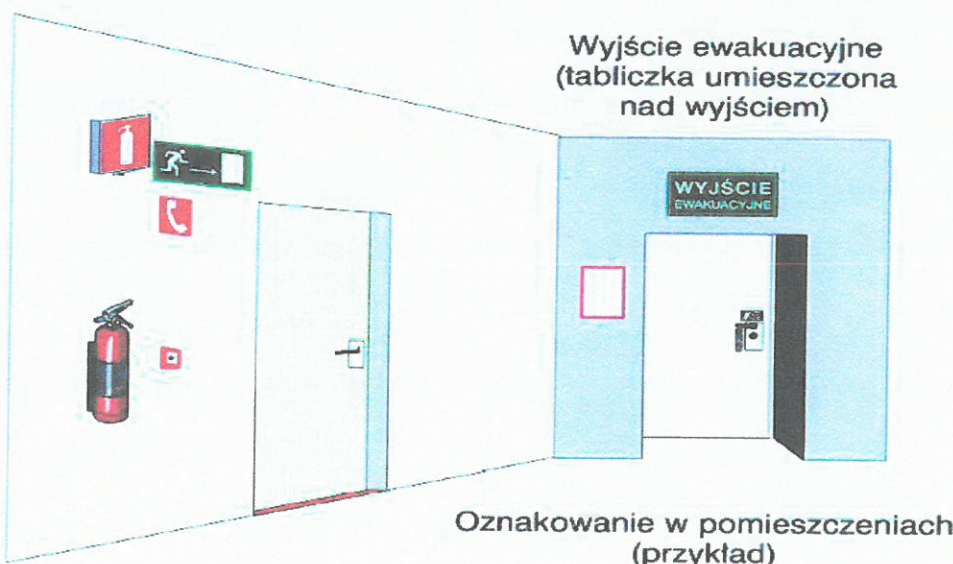 Wyjście ewakuacyjne
(tabliczka umieszczona
nad wyjściem)
WYJŚCIE
EWAKUACYJNE
Oznakowanie w pomieszczeniach
(przykład)